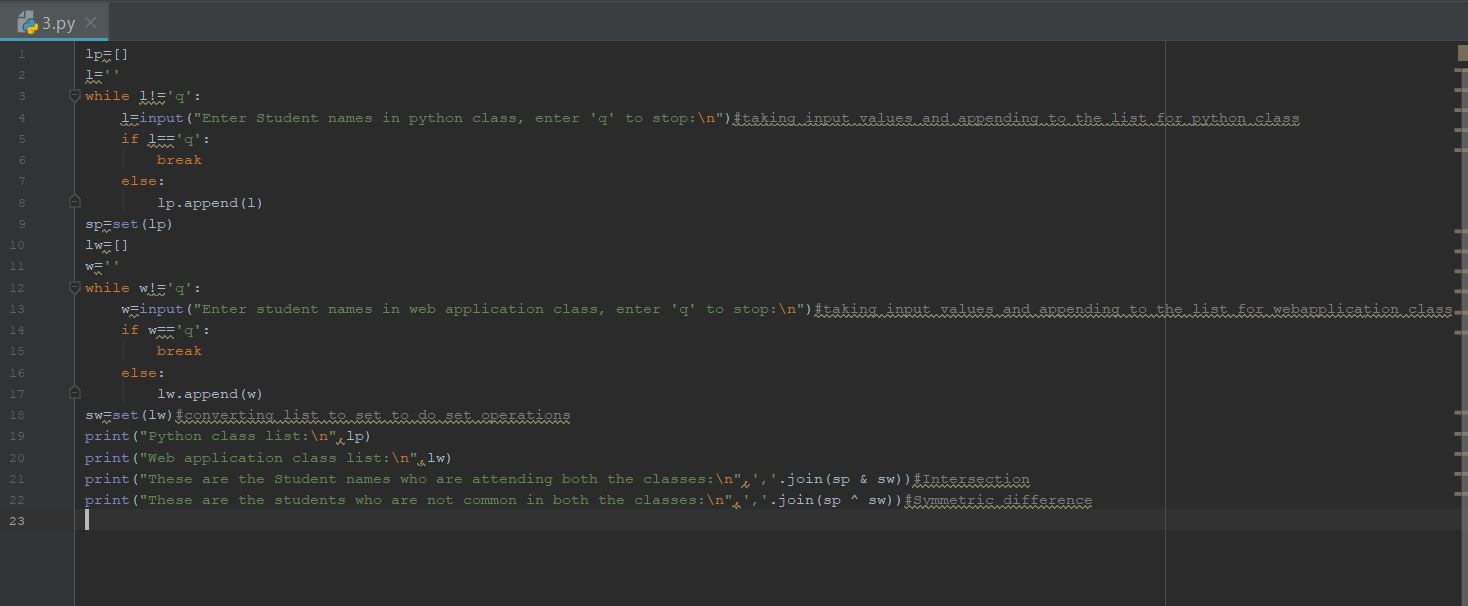 3.py
1 lp=[]
2 l=''
3 while l!='q':
4     l=input("Enter Student names in python class, enter 'q' to stop:\n")#taking input values and appending to the list for python class
5     if l=='q':
6         break
7     else:
8         lp.append(l)
9 sp=set(lp)
10 lw=[]
11 w=''
12 while w!='q':
13     w=input("Enter student names in web application class, enter 'q' to stop:\n")#taking input values and appending to the list for webapplication class
14     if w=='q':
15         break
16     else:
17         lw.append(w)
18 sw=set(lw)#converting list to set to do set operations
19 print("Python class list:\n",lp)
20 print("Web application class list:\n",lw)
21 print("These are the Student names who are attending both the classes:\n",','.join(sp & sw))#Intersection
22 print("These are the students who are not common in both the classes:\n",','.join(sp ^ sw))#Symmetric difference
23